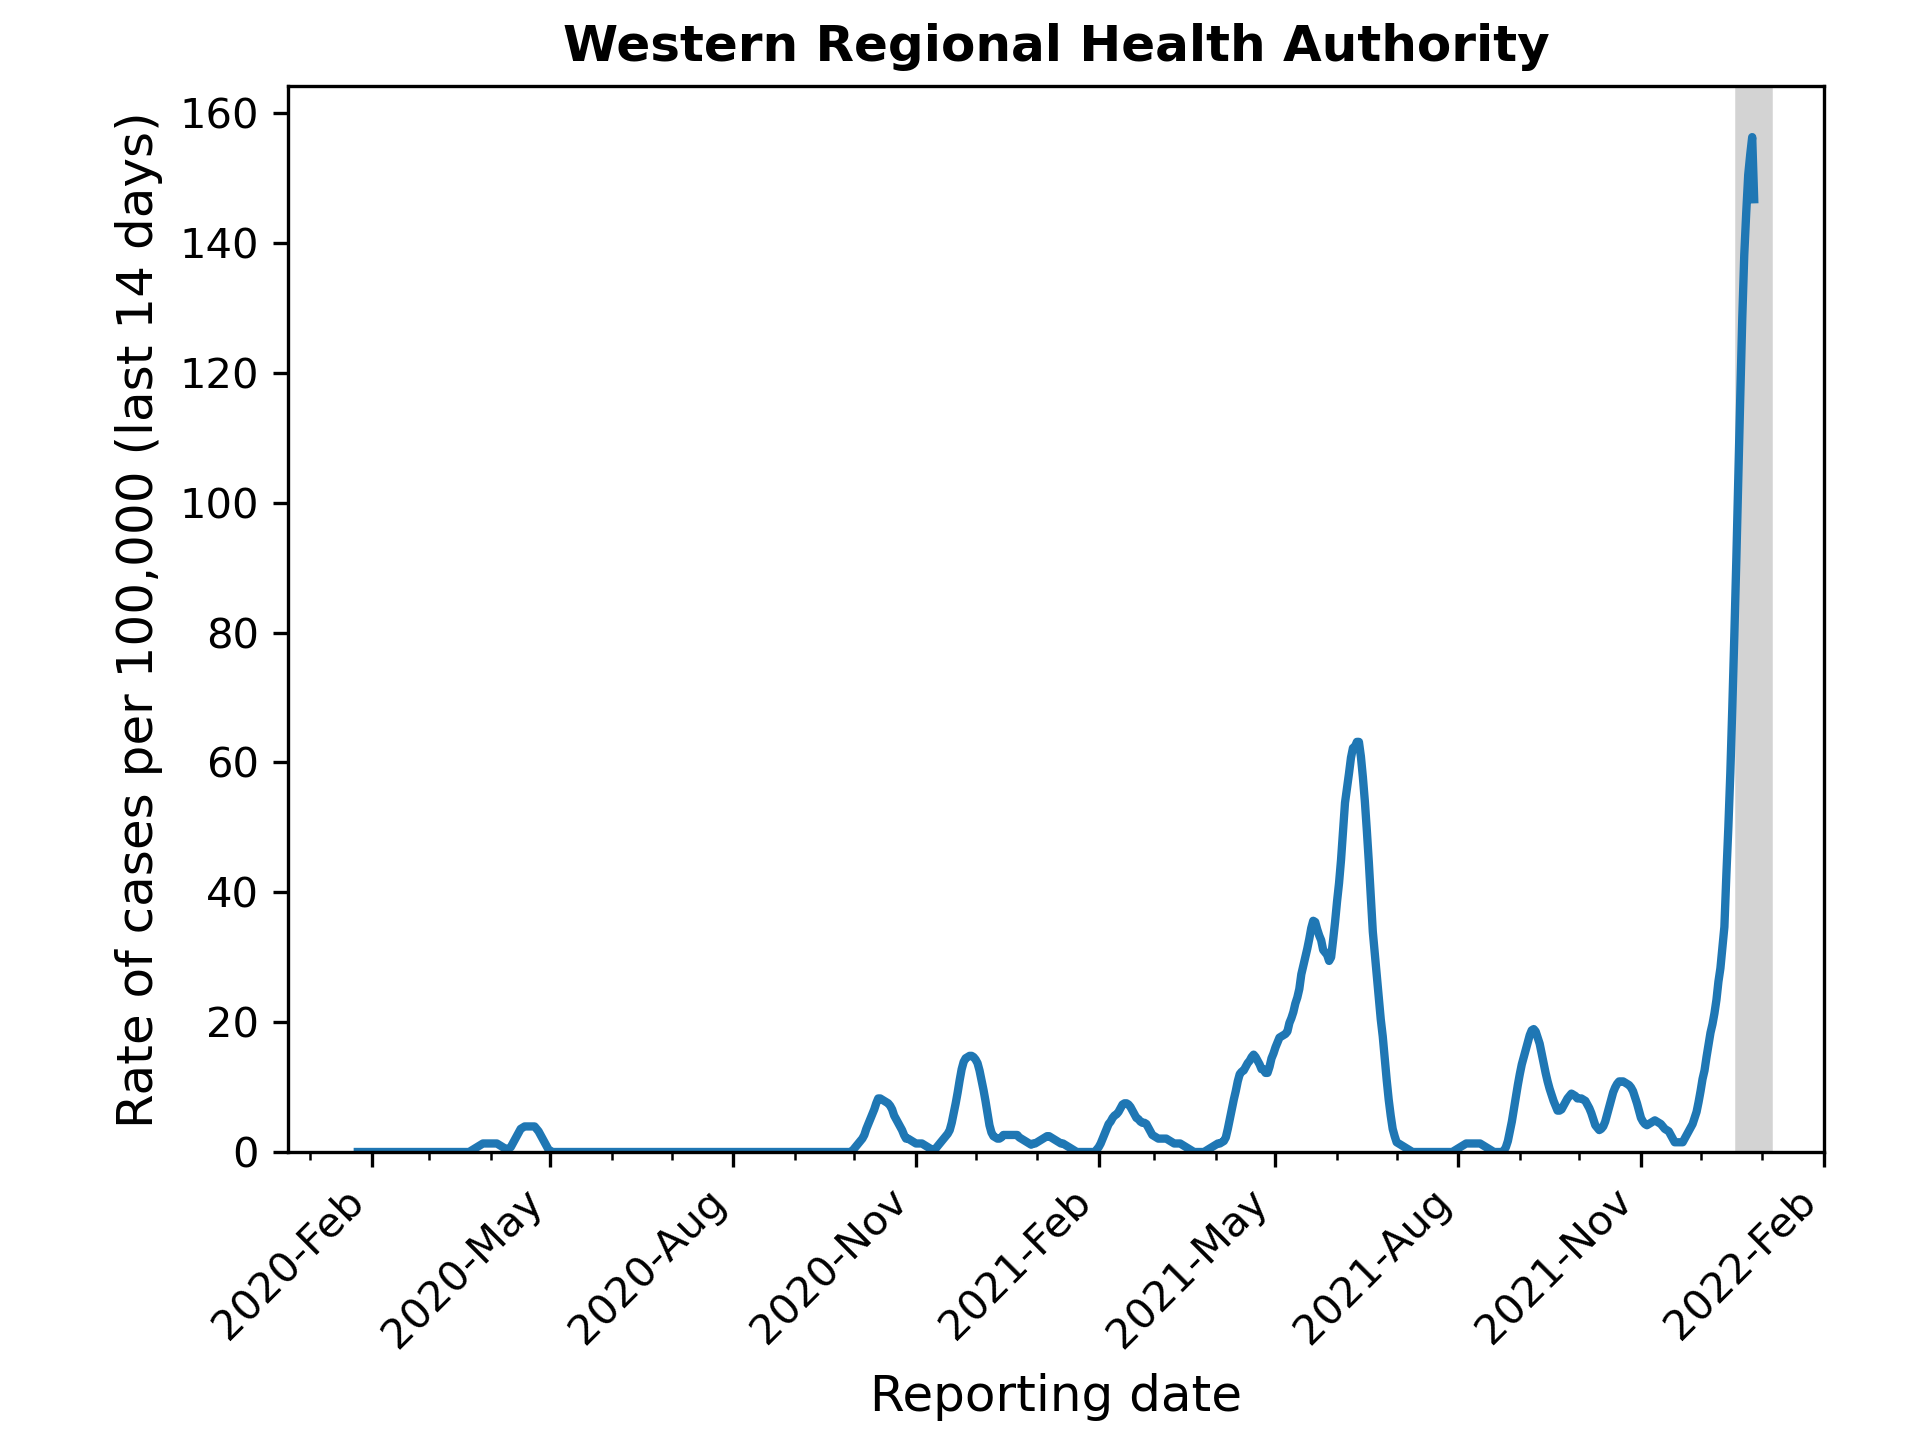 Western Regional Health Authority
Rate of cases per 100,000 (last 14 days)
160
140
120
100
80
60
40
20
0
2020-Feb
2020-May
2020-Aug
2020-Nov
2021-Feb
2021-May
2021-Aug
2021-Nov
2022-Feb
Reporting date